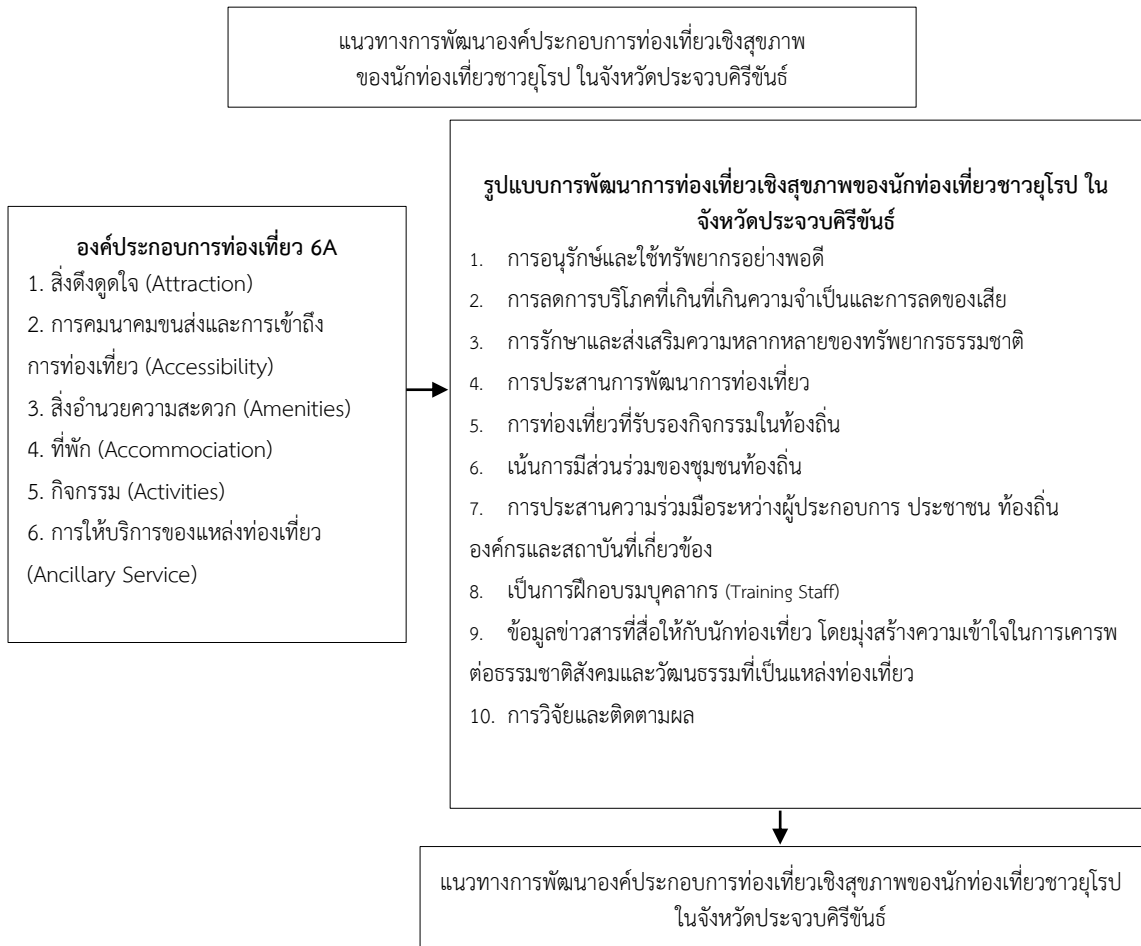 แนวทางการพัฒนาองค์ประกอบการท่องเที่ยวเชิงสุขภาพ
ของนักท่องเที่ยวชาวยุโรป ในจังหวัดประจวบคิรีขันธ์
องค์ประกอบการท่องเที่ยว 6A
1. สิ่งดึงดูดใจ (Attraction)
2. การคมนาคมขนส่งและการเข้าถึง
การท่องเที่ยว (Accessibility)
3. สิ่งอำนวยความสะดวก (Amenities)
4. ที่พัก (Accommociation)
5. กิจกรรม (Activities)
6. การให้บริการของแหล่งท่องเที่ยว
(Ancillary Service)
รูปแบบการพัฒนาการท่องเที่ยวเชิงสุขภาพของนักท่องเที่ยวชาวยุโรป ใน
จังหวัดประจวบคิรีขันธ์
1. การอนุรักษ์และใช้ทรัพยากรอย่างพอดี
2. การลดการบริโภคที่เกินที่เกินความจำเป็นและการลดของเสีย
3. การรักษาและส่งเสริมความหลากหลายของทรัพยากรธรรมชาติ
4. การประสานการพัฒนาการท่องเที่ยว
5. การท่องเที่ยวที่รับรองกิจกรรมในท้องถิ่น
6. เน้นการมีส่วนร่วมของชุมชนท้องถิ่น
7. การประสานความร่วมมือระหว่างผู้ประกอบการ ประชาชน ท้องถิ่น
องค์กรและสถาบันที่เกี่ยวข้อง
8. เป็นการฝึกอบรมบุคลากร (Training Staff)
9. ข้อมูลข่าวสารที่สื่อให้กับนักท่องเที่ยว โดยมุ่งสร้างความเข้าใจในการเคารพ
ต่อธรรมชาติสังคมและวัฒนธรรมที่เป็นแหล่งท่องเที่ยว
10. การวิจัยและติดตามผล
แนวทางการพัฒนาองค์ประกอบการท่องเที่ยวเชิงสุขภาพของนักท่องเที่ยวชาวยุโรป
ในจังหวัดประจวบคิรีขันธ์